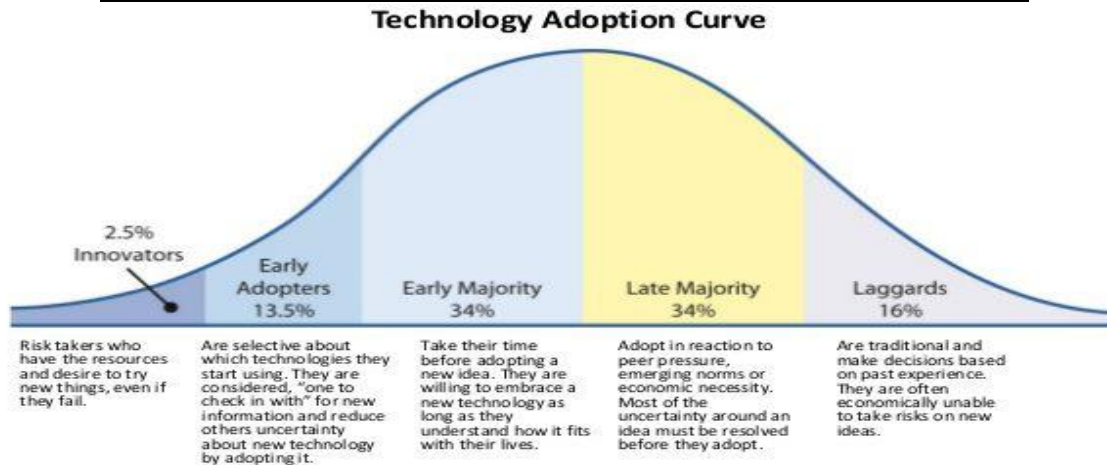 Technology Adoption Curve
2.5%
Innovators
Early
Adopters
13.5%
Early Majority
34%
Late Majority
34%
Laggards
16%
Risk takers who
have the resources
and desire to try
new things, even if
they fail.
Are selective about
which technologies they
start using. They are
considered, "one to
check in with" for new
information and reduce
others uncertainty
about new technology
by adopting it.
Take their time
before adopting a
new idea. They are
willing to embrace a
new technology as
long as they
understand how it fits
with their lives.
Adopt in reaction to
peer pressure,
emerging norms or
economic necessity.
Most of the
uncertainty around an
idea must be resolved
before they adopt.
Are traditional and
make decisions based
on past experience.
They are often
economically unable
to take risks on new
ideas.